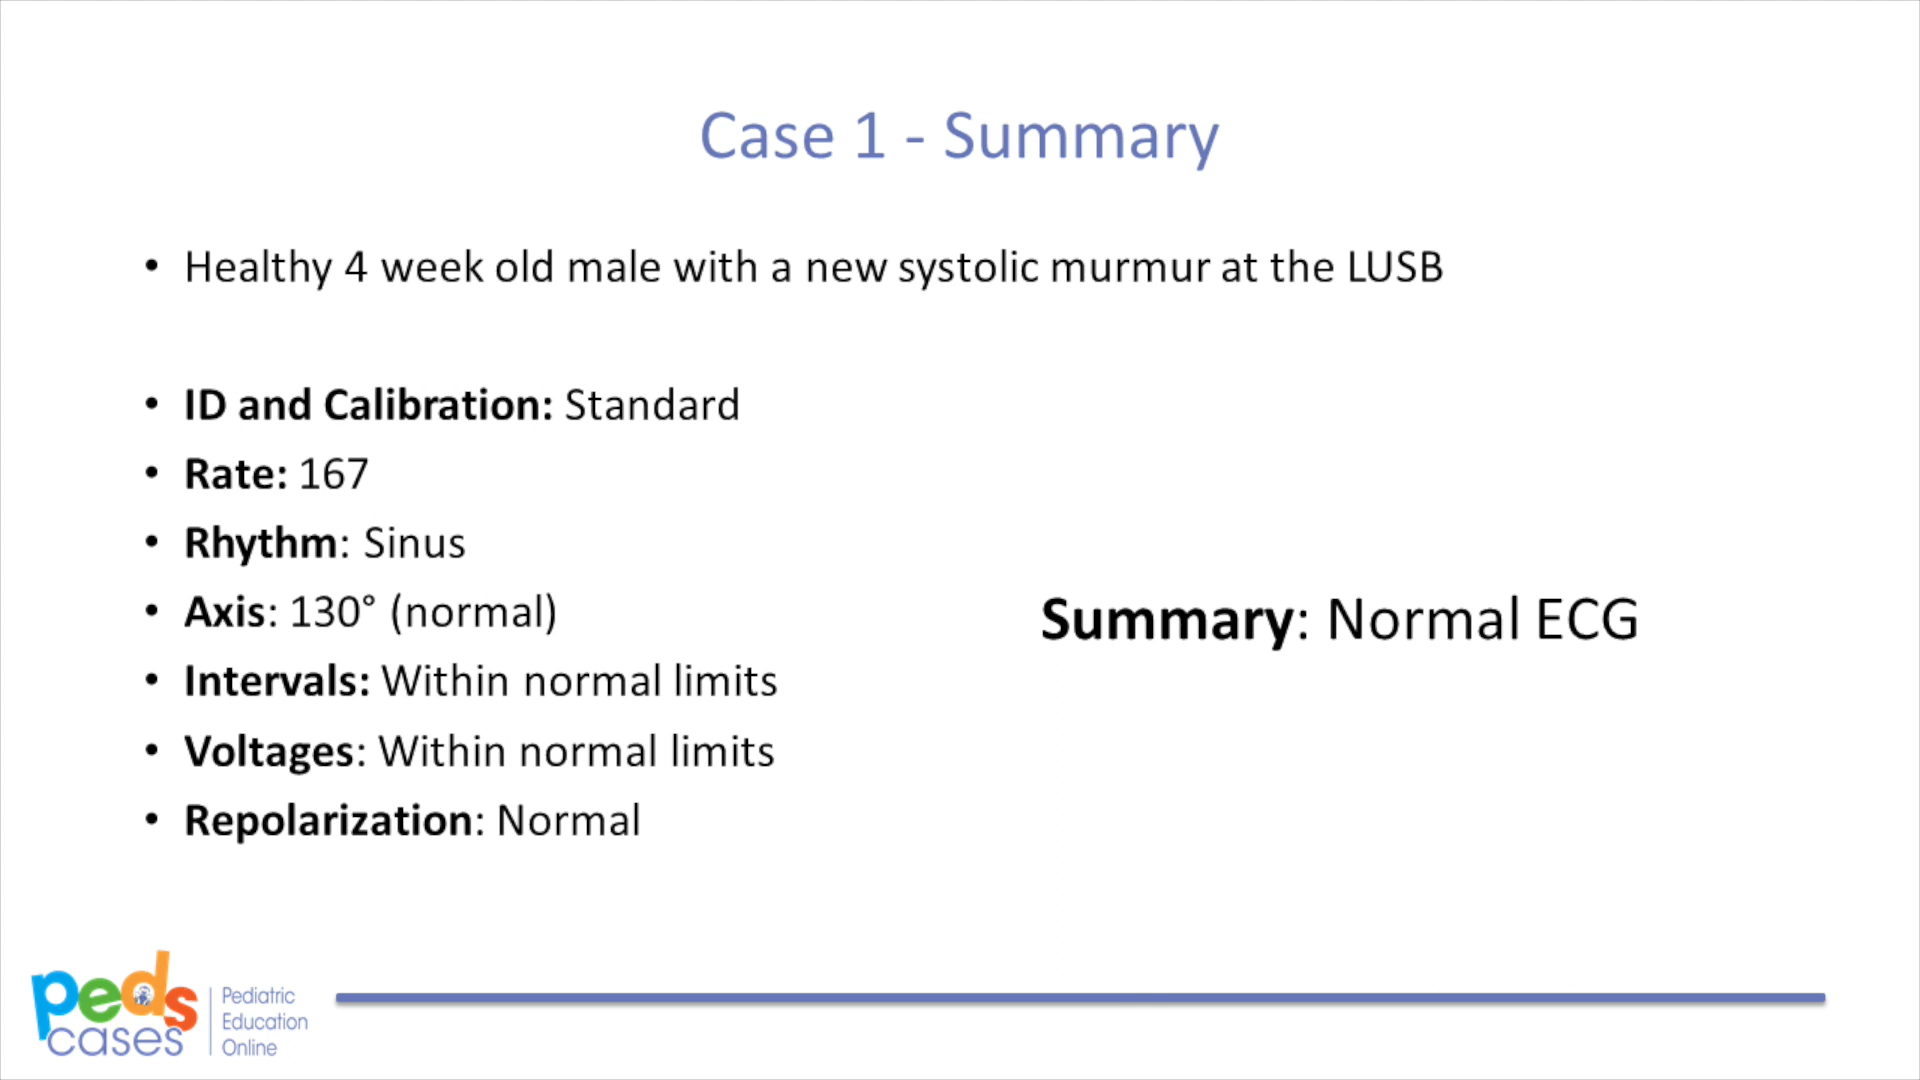 Case 1 - Summary
• Healthy 4 week old male with a new systolic murmur at the LUSB
• ID and Calibration: Standard
• Rate: 167
• Rhythm: Sinus
• Axis: 130° (normal)
• Intervals: Within normal limits
• Voltages: Within normal limits
• Repolarization: Normal
Summary: Normal ECG
peds
cases
Pediatric
Education
Online